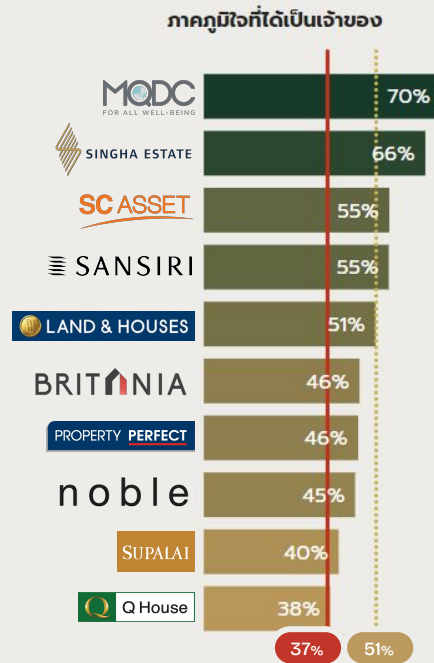 ภาคภูมิใจที่ได้เป็นเจ้าของ
MQDC
FOR ALL WELL-BEING
70%
SINGHA ESTATE
66%
SC ASSET
55%
SANSIRI
55%
LAND & HOUSES
51%
BRITANIA
46%
PROPERTY PERFECT
46%
noble
45%
SUPALAI
40%
Q Q House
38%
37% 51%